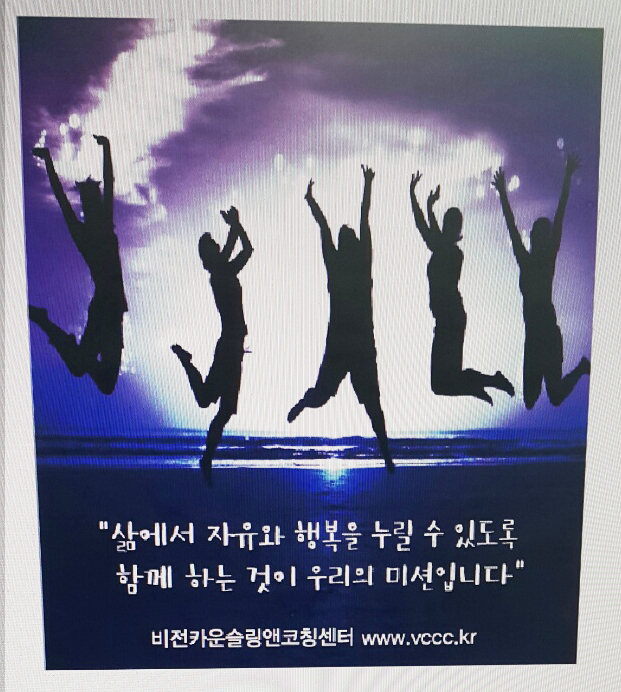 "삶에서 자유와 행복을 누릴 수 있도록
함께 하는 것이 우리의 미션입니다"
비전카운슬링앤코칭센터 www.vccc.kr